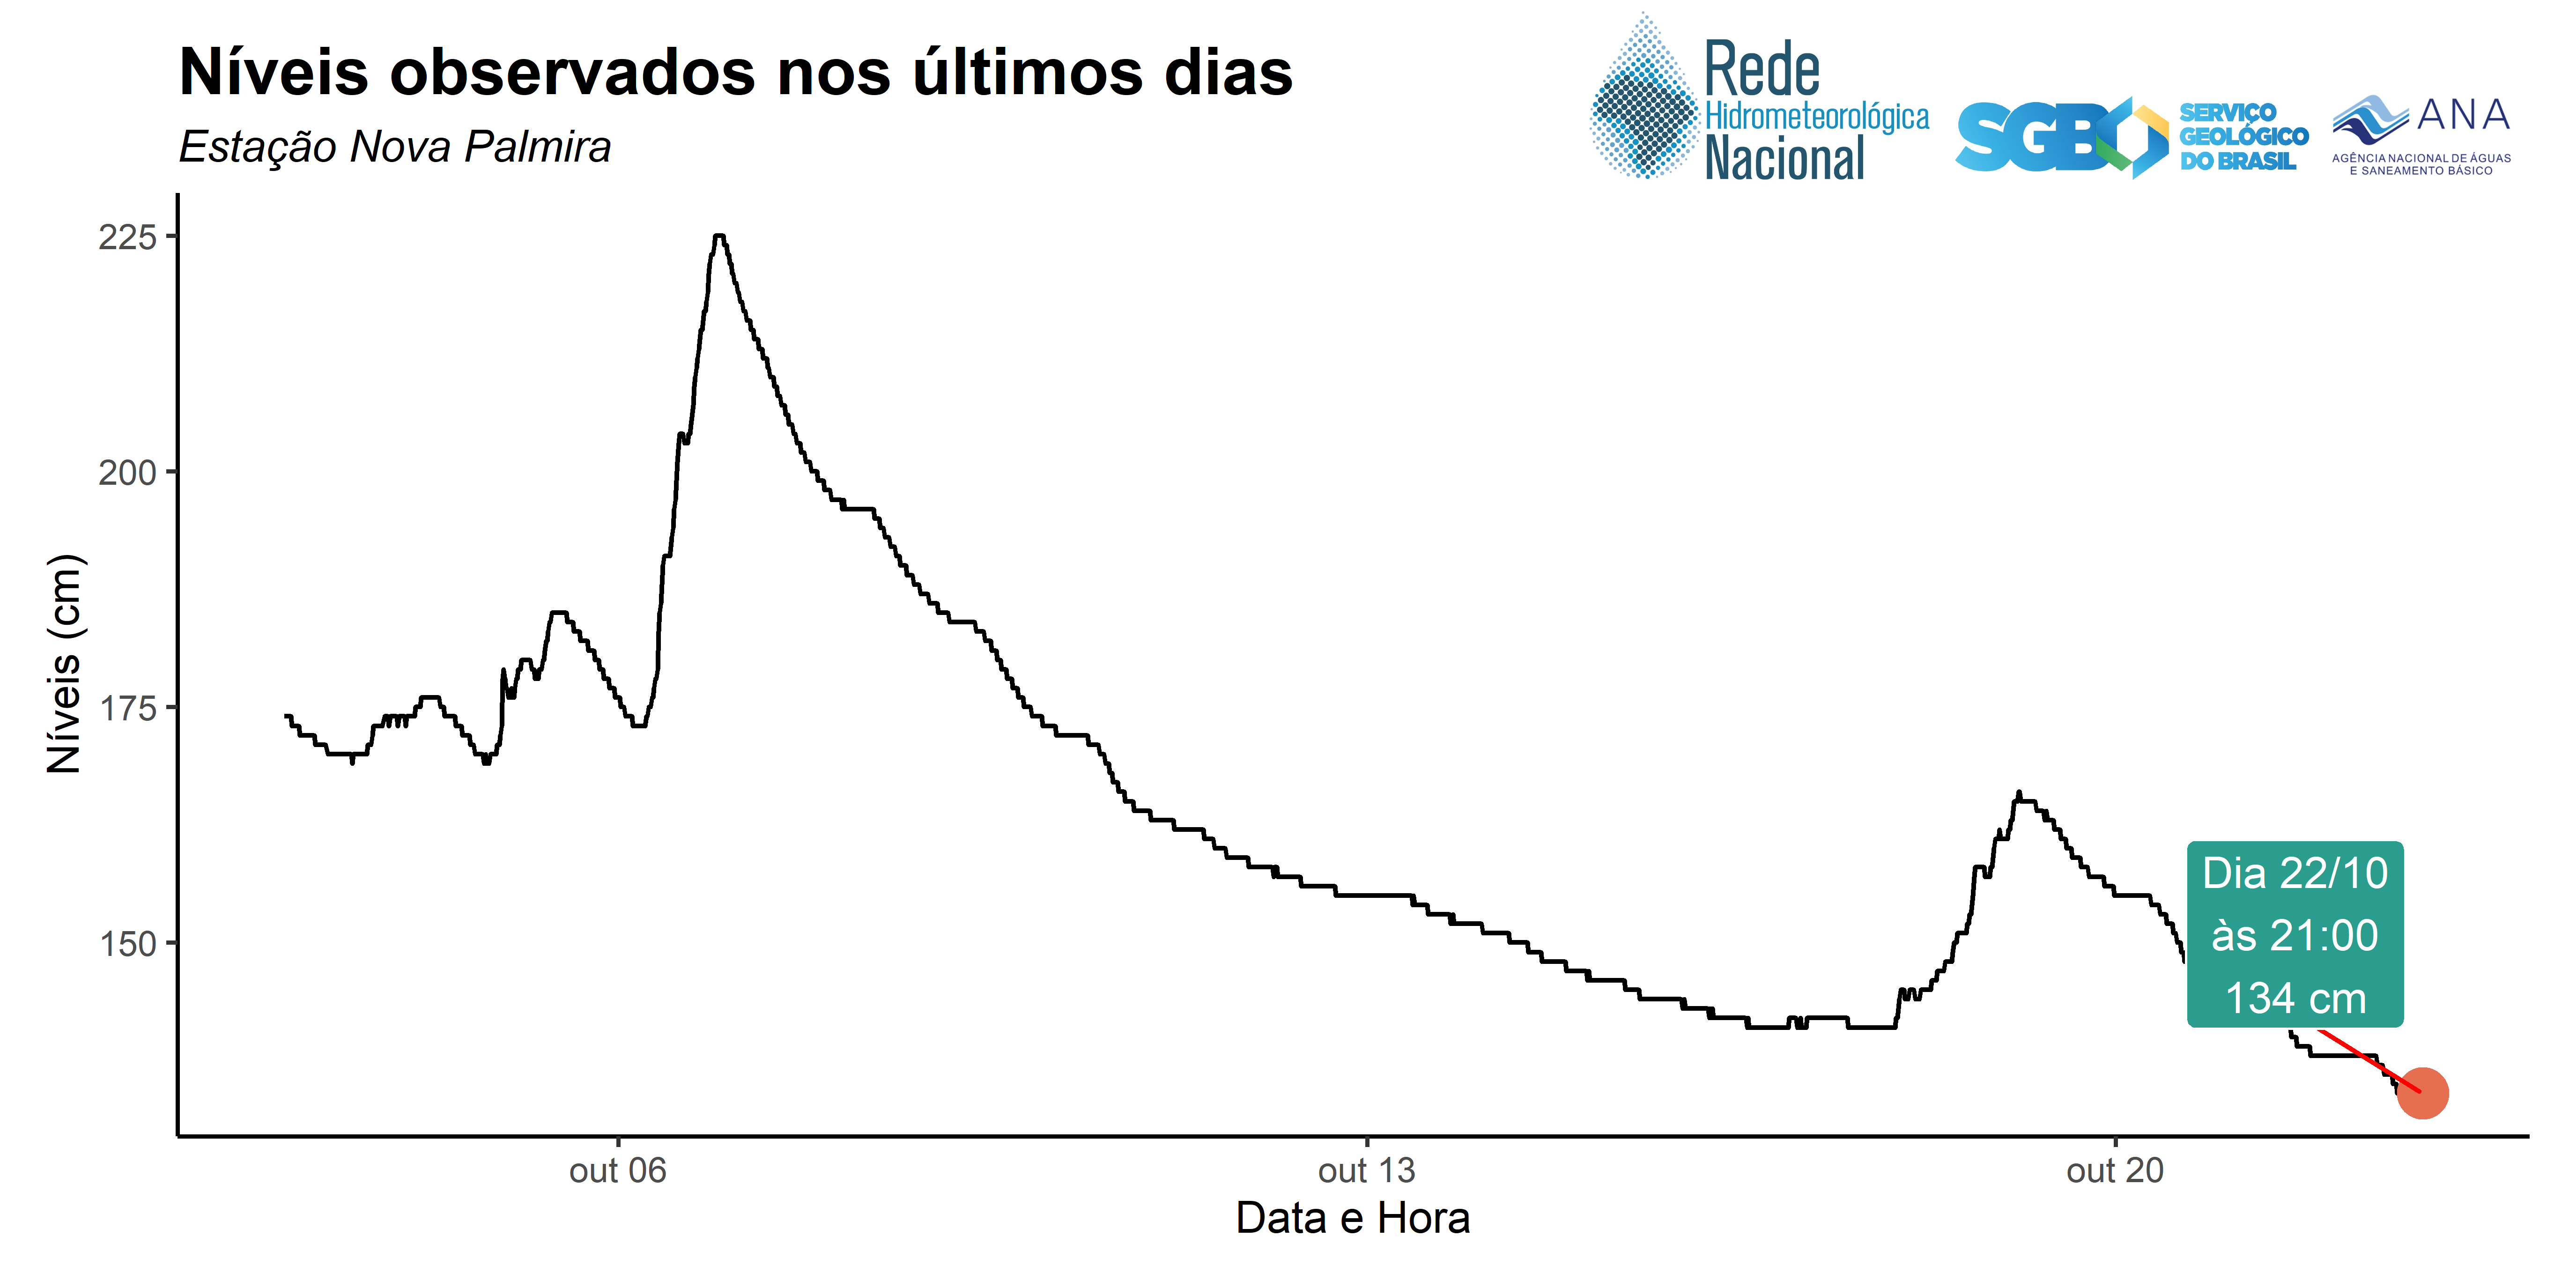 Níveis observados nos últimos dias
Estação Nova Palmira
Rede
Hidrometeorológica
Nacional
SGB
SERVIÇO
GEOLÓGICO
DO BRASIL
ANA
AGÊNCIA NACIONAL DE ÁGUAS
E SANEAMENTO BÁSICO
Níveis (cm)
225
200
175
150
Dia 22/10
às 21:00
134 cm
out 06
out 13
out 20
Data e Hora